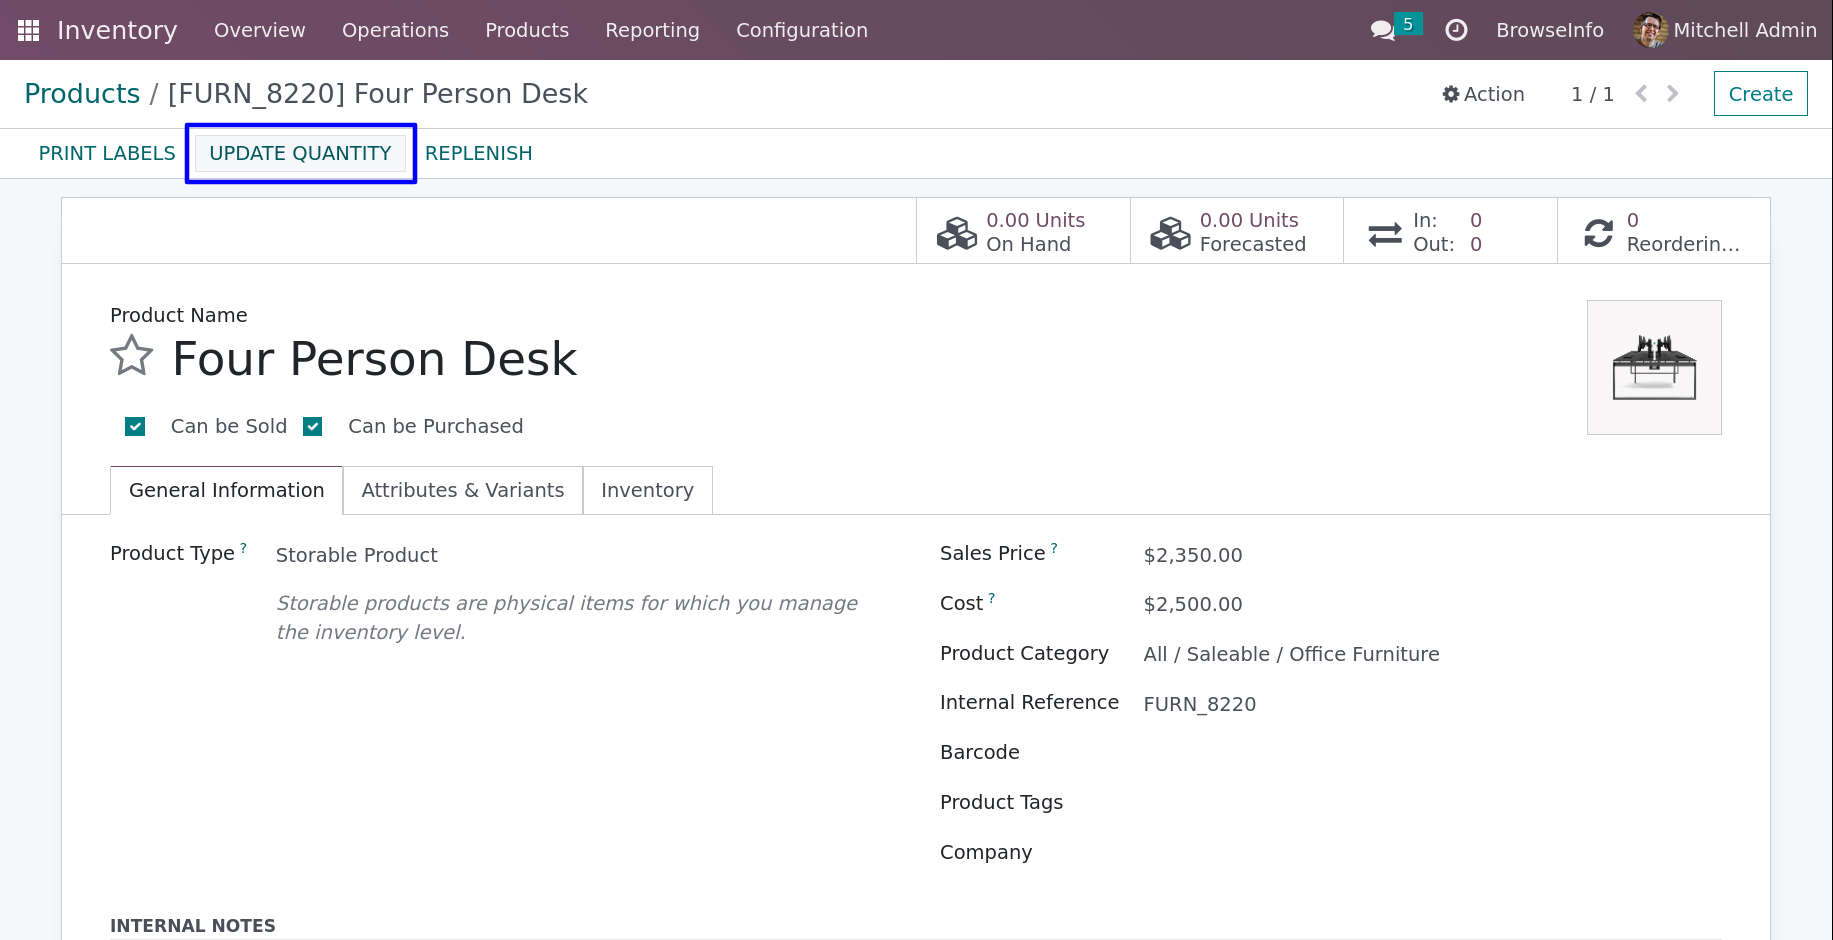 Inventory Overview Operations Products Reporting Configuration 5 BrowseInfo Mitchell Admin
Products / [FURN_8220] Four Person Desk Action 1 / 1 Create
PRINT LABELS UPDATE QUANTITY REPLENISH
0.00 Units 0.00 Units In: 0 0
On Hand Forecasted Out: 0 Reorderin...
Product Name
Four Person Desk
Can be Sold Can be Purchased
General Information Attributes & Variants Inventory
Product Type ? Storable Product Sales Price ? $2,350.00
Storable products are physical items for which you manage Cost ? $2,500.00
the inventory level.
Product Category All / Saleable / Office Furniture
Internal Reference FURN_8220
Barcode
Product Tags
Company
INTERNAL NOTES